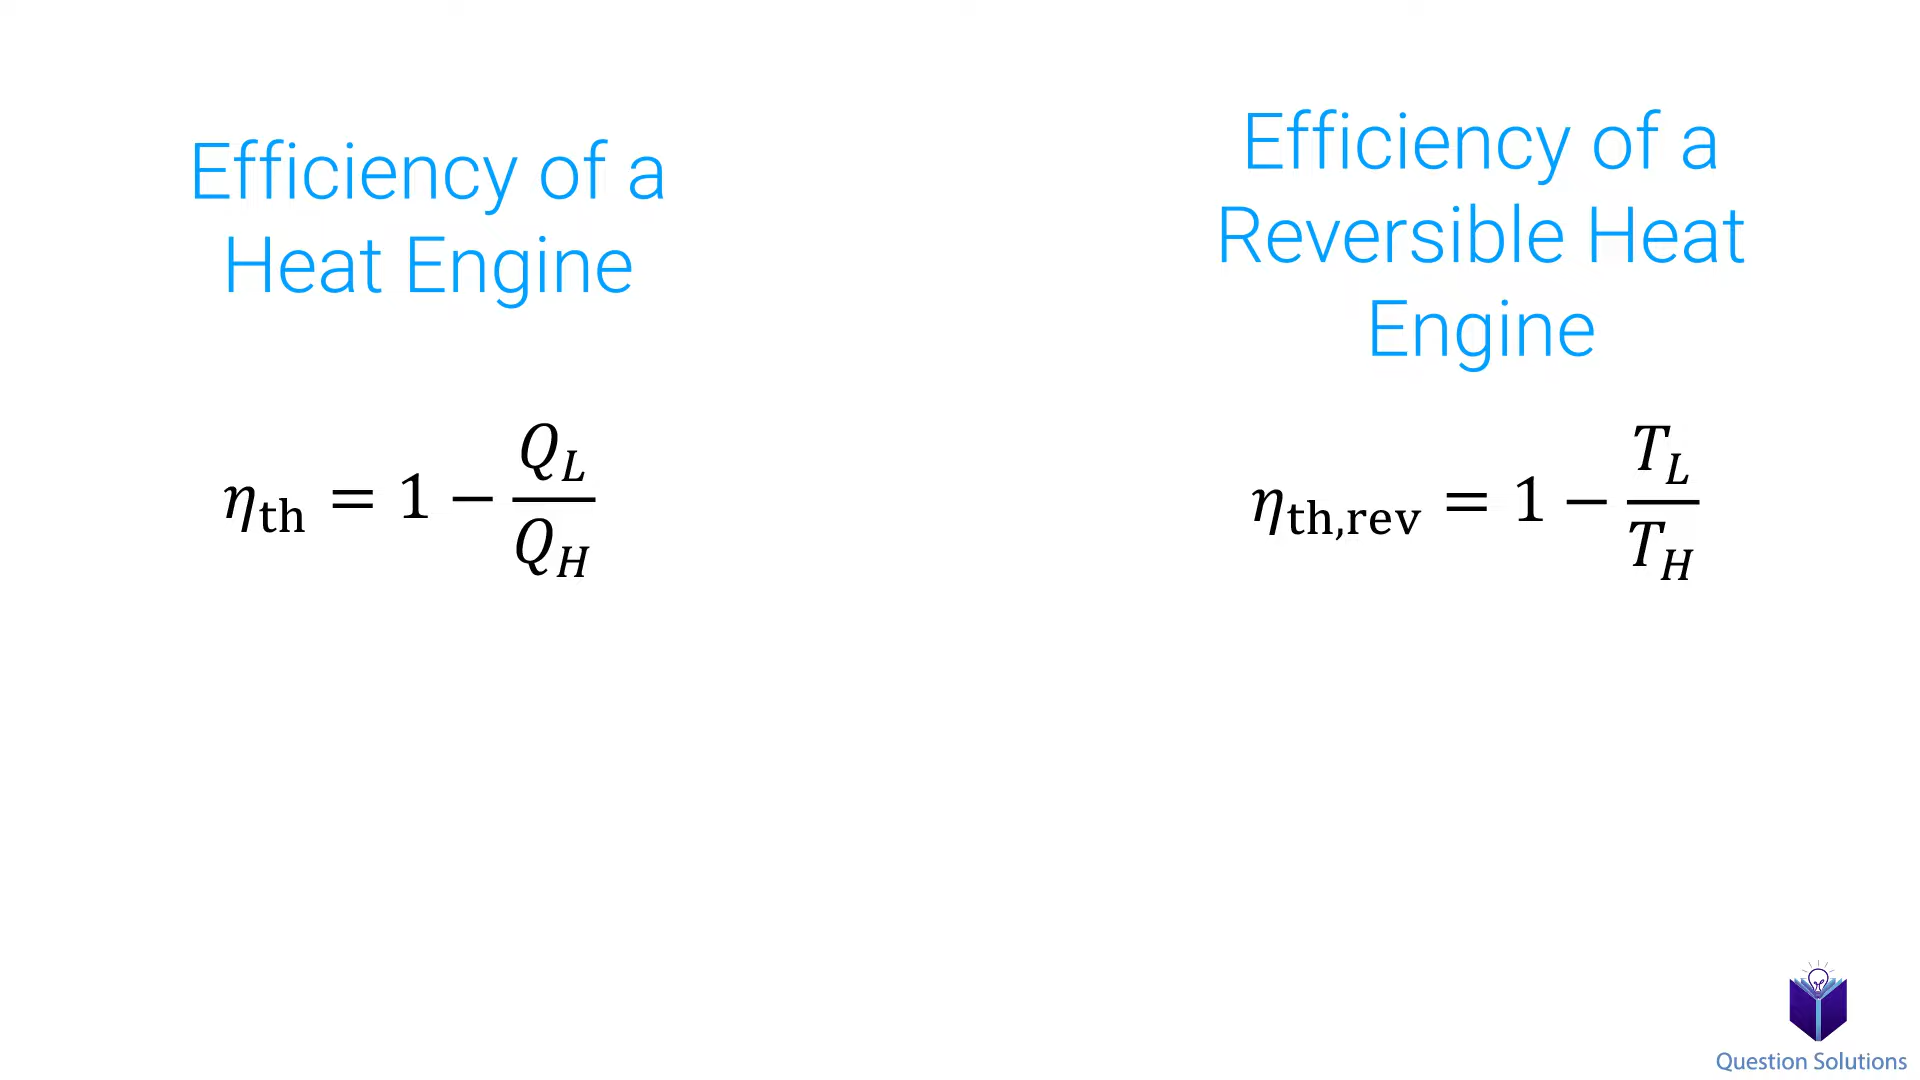 Efficiency of a
Heat Engine
η_th = 1 − Q_L / Q_H
Efficiency of a
Reversible Heat
Engine
η_th,rev = 1 − T_L / T_H
Question Solutions